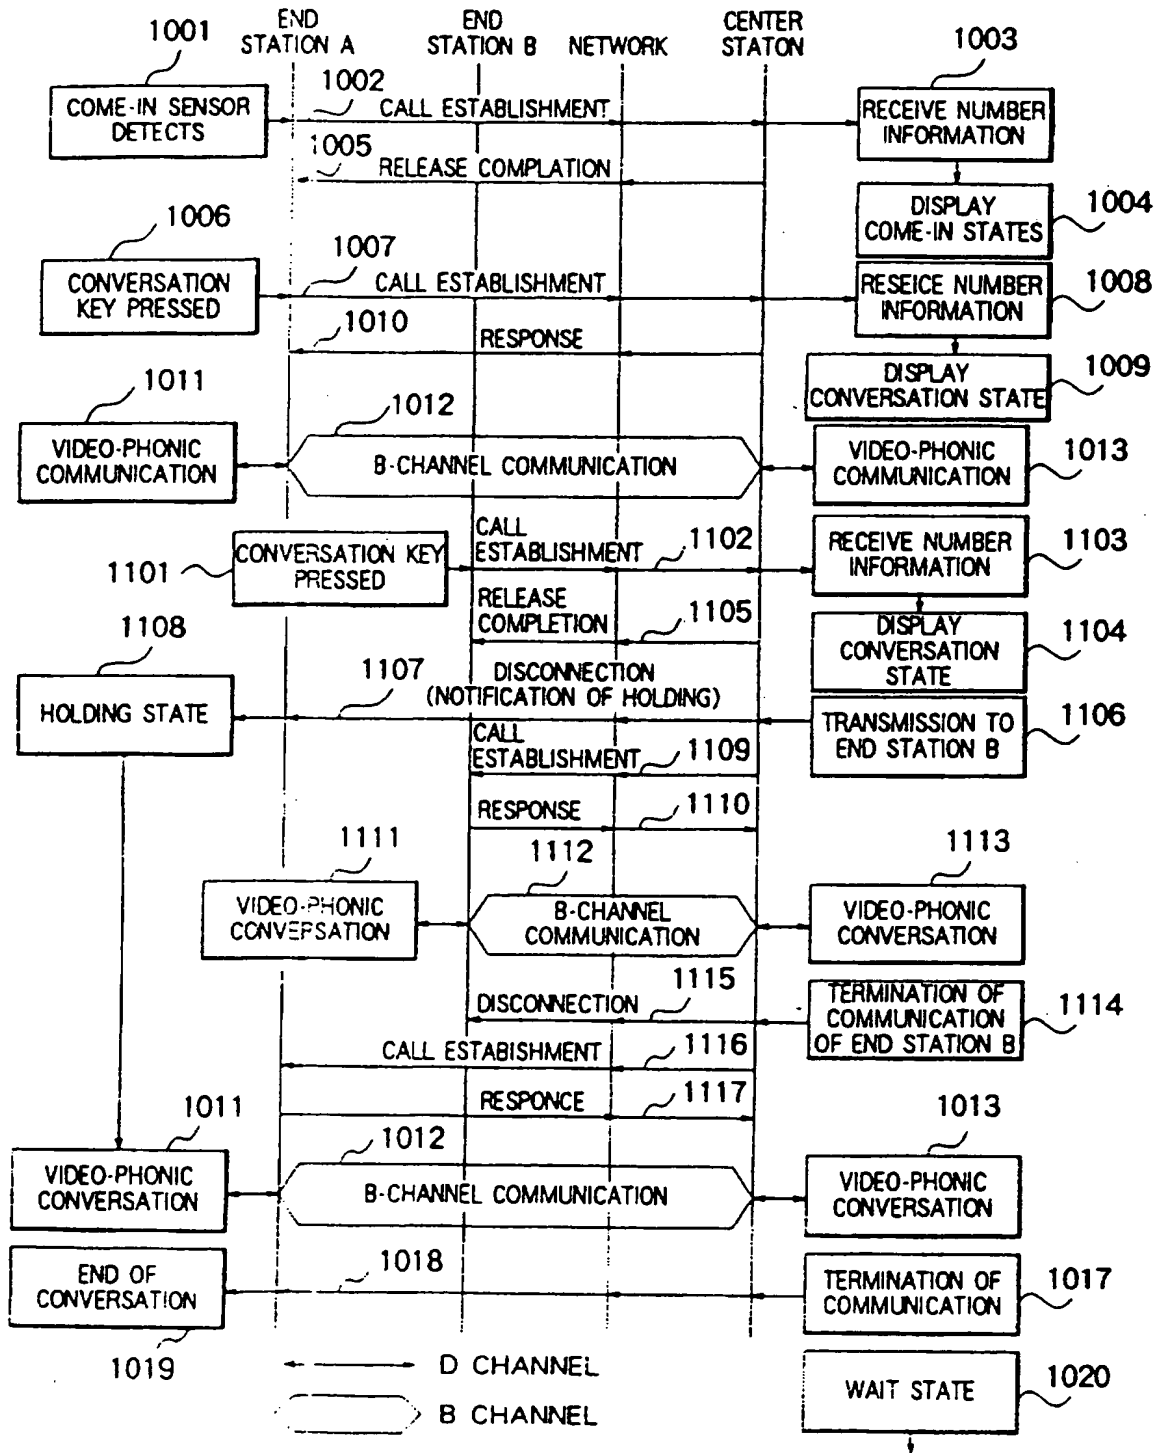 END
STATION A
END
STATION B
NETWORK
CENTER
STATON
1001
COME-IN SENSOR
DETECTS
1002
CALL ESTABLISHMENT
1003
RECEIVE NUMBER
INFORMATION
1005
RELEASE COMPLATION
DISPLAY
COME-IN STATES
1004
1006
CONVERSATION
KEY PRESSED
1007
CALL ESTABLISHMENT
RESEICE NUMBER
INFORMATION
1008
1010
RESPONSE
DISPLAY
CONVERSATION STATE
1009
1011
VIDEO-PHONIC
COMMUNICATION
1012
B-CHANNEL COMMUNICATION
VIDEO-PHONIC
COMMUNICATION
1013
1101
CONVERSATION KEY
PRESSED
CALL
ESTABLISHMENT
1102
RECEIVE NUMBER
INFORMATION
1103
RELEASE
COMPLETION
1105
DISPLAY
CONVERSATION
STATE
1104
1108
HOLDING STATE
1107
DISCONNECTION
(NOTIFICATION OF HOLDING)
TRANSMISSION TO
END STATION B
1106
CALL
ESTABLISHMENT
1109
RESPONSE
1110
1111
VIDEO-PHONIC
CONVERSATION
1112
B-CHANNEL
COMMUNICATION
1113
VIDEO-PHONIC
CONVERSATION
DISCONNECTION
1115
TERMINATION OF
COMMUNICATION
OF END STATION B
1114
CALL ESTABISHMENT
1116
RESPONCE
1117
1011
VIDEO-PHONIC
CONVERSATION
1012
B-CHANNEL COMMUNICATION
1013
VIDEO-PHONIC
CONVERSATION
END OF
CONVERSATION
1019
1018
TERMINATION OF
COMMUNICATION
1017
D CHANNEL
B CHANNEL
WAIT STATE
1020